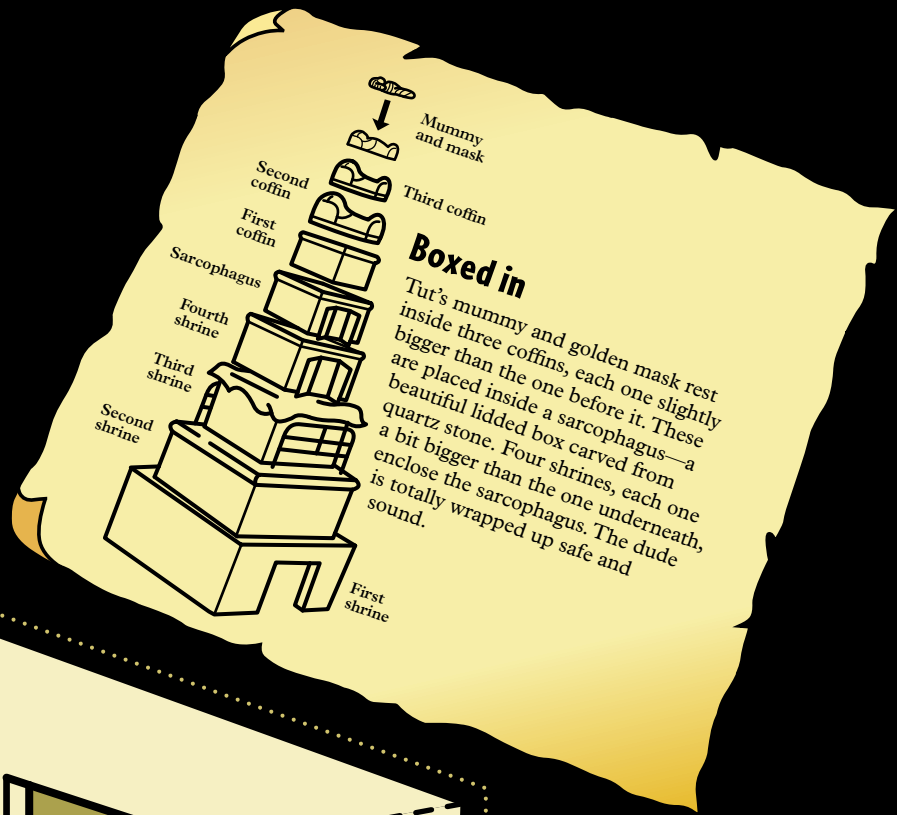 Mummy
and mask
Third coffin
Second
coffin
First
coffin
Sarcophagus
Fourth
shrine
Third
shrine
Second
shrine
First
shrine
Boxed in
Tut's mummy and golden mask rest
inside three coffins, each one slightly
bigger than the one before it. These
are placed inside a sarcophagus—a
beautiful lidded box carved from
quartz stone. Four shrines, each one
a bit bigger than the one underneath,
enclose the sarcophagus. The dude
is totally wrapped up safe and
sound.